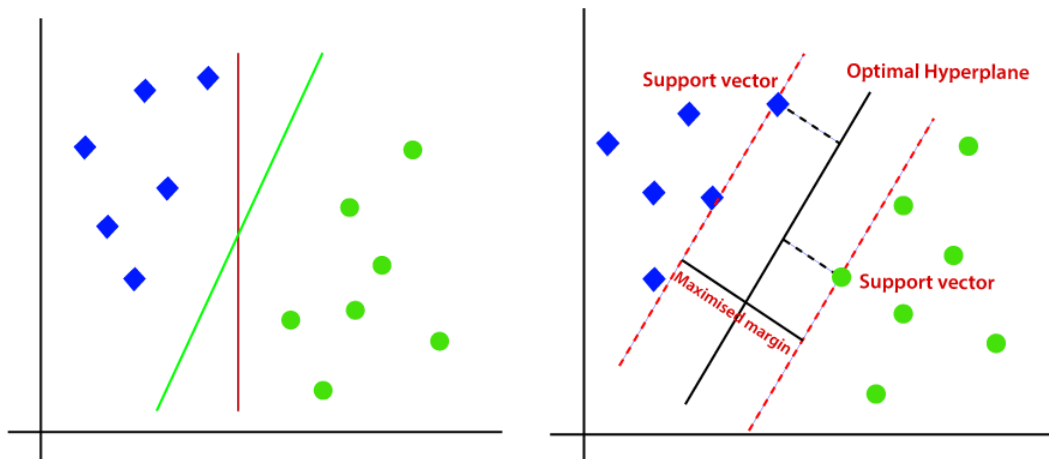 Support vector
Optimal Hyperplane
Support vector
Maximised margin